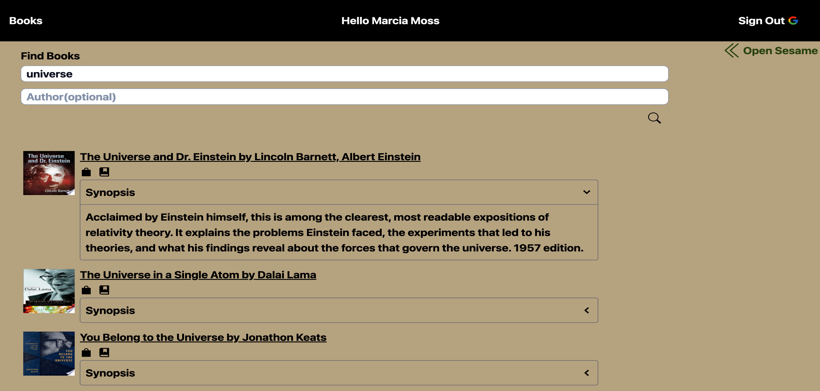 Books
Hello Marcia Moss
Sign Out
Open Sesame
Find Books
universe
Author(optional)
The Universe and Dr. Einstein
The Universe and Dr. Einstein by Lincoln Barnett, Albert Einstein
Synopsis
Acclaimed by Einstein himself, this is among the clearest, most readable expositions of
relativity theory. It explains the problems Einstein faced, the experiments that led to his
theories, and what his findings reveal about the forces that govern the universe. 1957 edition.
Dalai Lama
The Universe in a Single Atom by Dalai Lama
Synopsis
You Belong to the Universe by Jonathon Keats
Synopsis